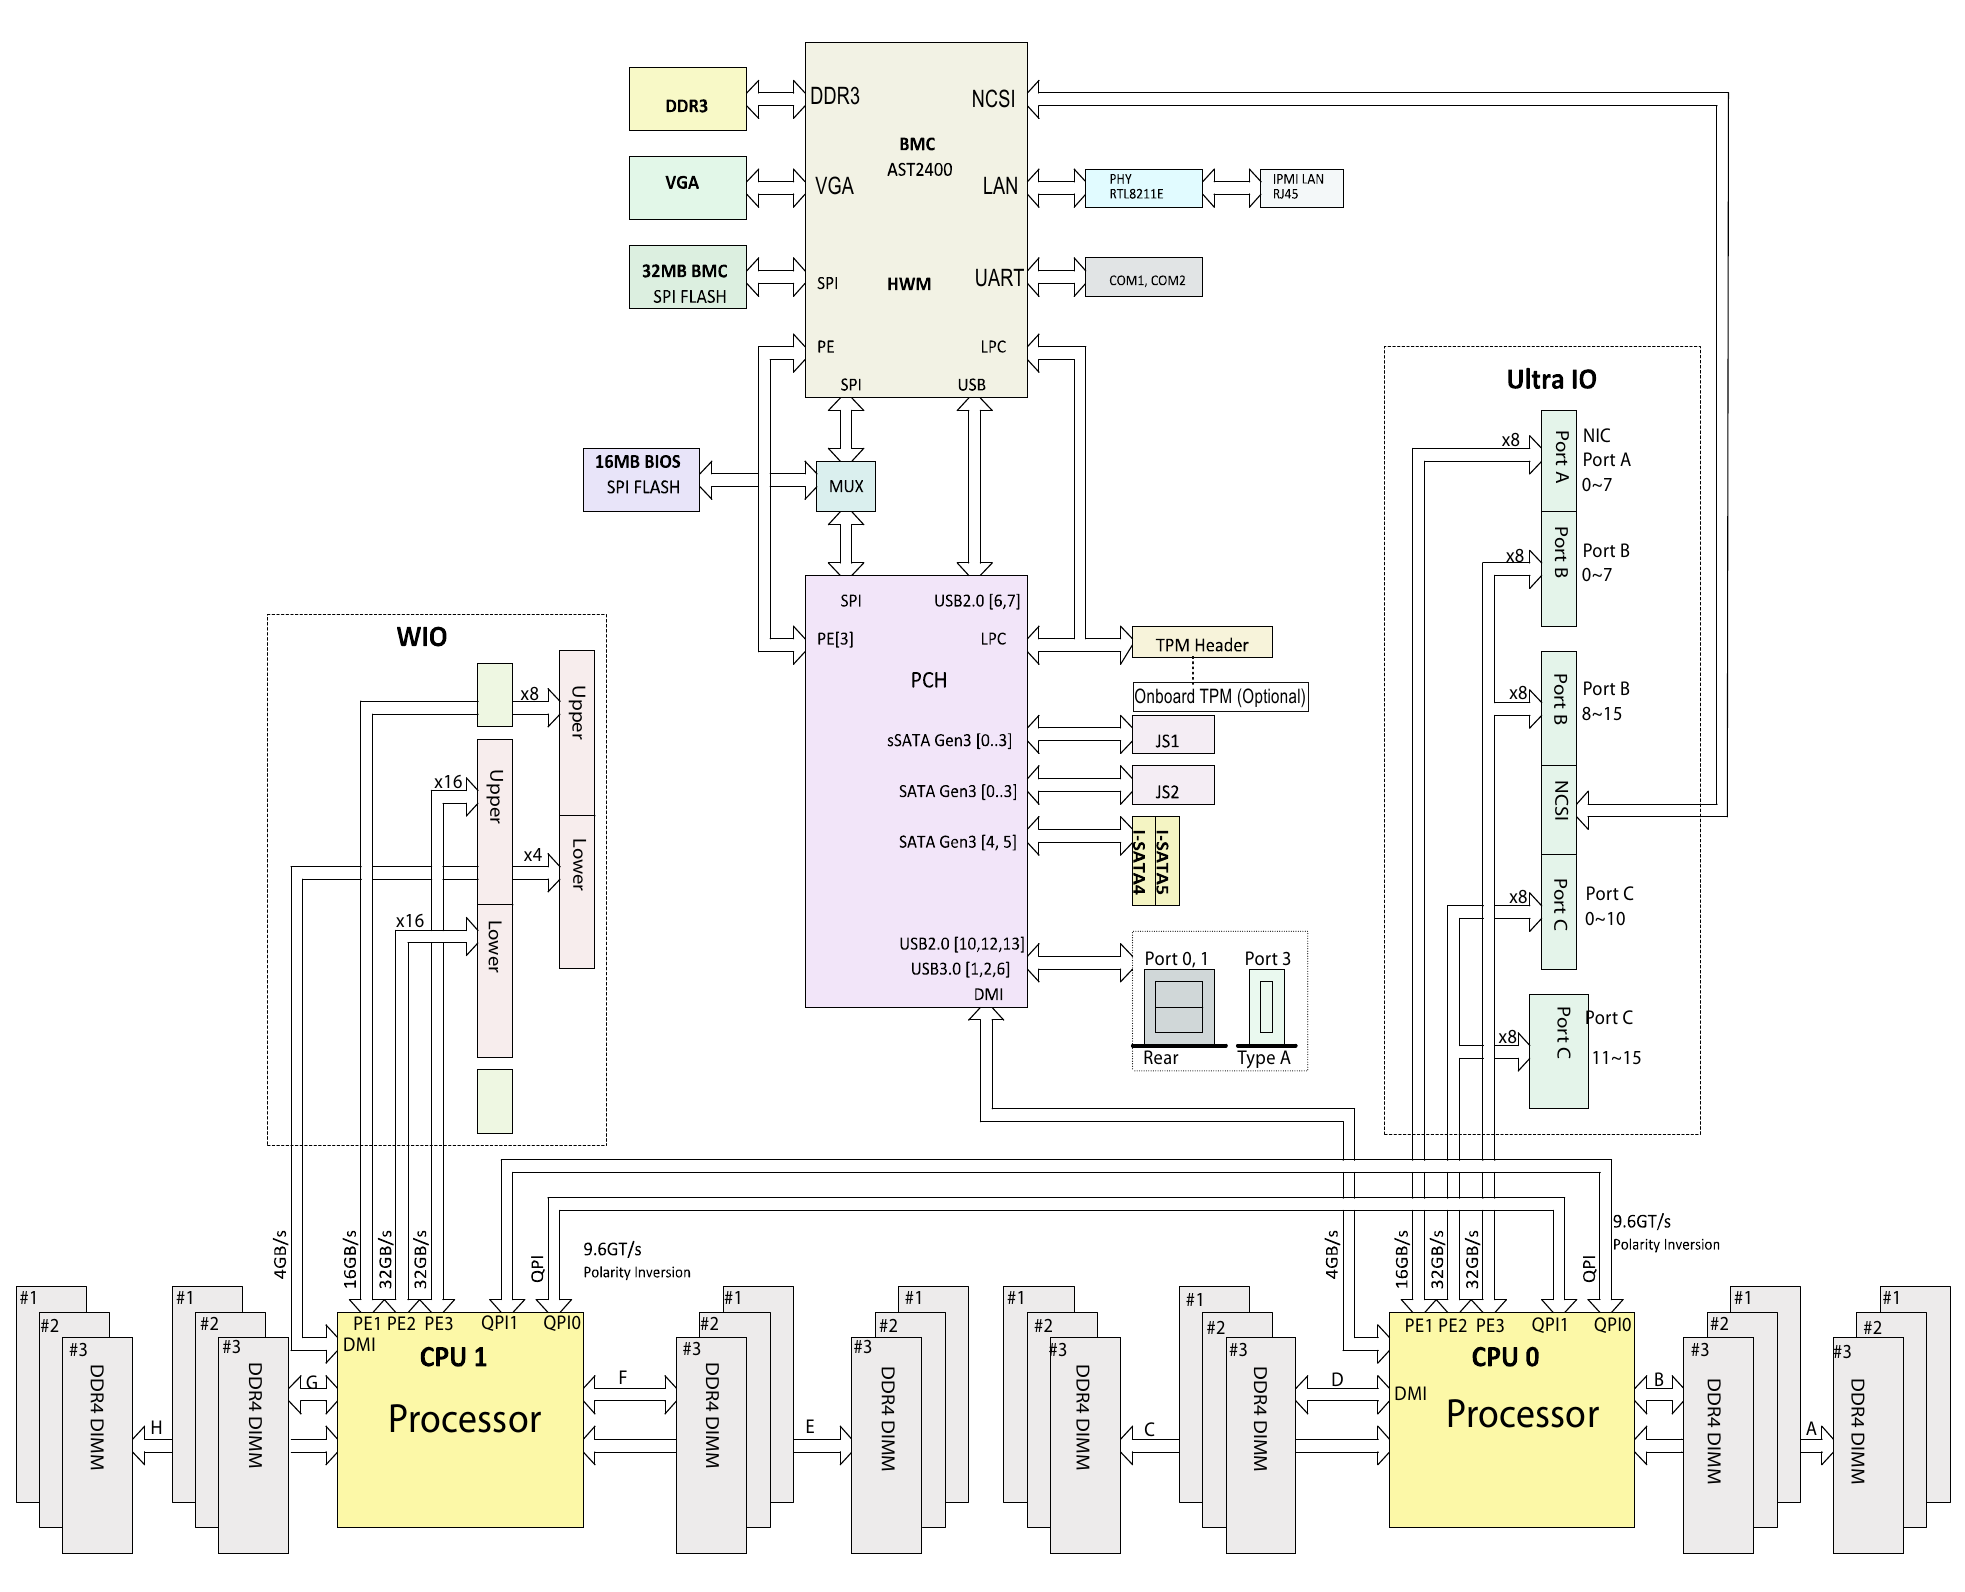 DDR3
VGA
32MB BMC
SPI FLASH
DDR3
NCSI
BMC
AST2400
VGA
LAN
SPI
HWM
UART
PE
LPC
SPI
USB
PHY
RTL8211E
IPMI LAN
RJ45
COM1, COM2
16MB BIOS
SPI FLASH
MUX
SPI
USB2.0 [6,7]
PE[3]
LPC
PCH
sSATA Gen3 [0..3]
SATA Gen3 [0..3]
SATA Gen3 [4, 5]
USB2.0 [10,12,13]
USB3.0 [1,2,6]
DMI
TPM Header
Onboard TPM (Optional)
JS1
JS2
I-SATA4
I-SATA5
Port 0, 1
Port 3
Rear
Type A
WIO
x8
Upper
x16
Upper
x4
Lower
x16
Lower
Ultra IO
x8
Port A
NIC
Port A
0~7
x8
Port B
Port B
0~7
x8
Port B
Port B
8~15
NCSI
x8
Port C
Port C
0~10
x8
Port C
Port C
11~15
4GB/s
16GB/s
32GB/s
32GB/s
QPI
9.6GT/s
Polarity Inversion
4GB/s
16GB/s
32GB/s
32GB/s
QPI
9.6GT/s
Polarity Inversion
#1
#2
#3
DDR4 DIMM
H
#1
#2
#3
DDR4 DIMM
G
PE1 PE2 PE3
QPI1
QPI0
DMI
CPU 1
Processor
F
#1
#2
#3
DDR4 DIMM
E
#1
#2
#3
DDR4 DIMM
#1
#2
#3
DDR4 DIMM
C
#1
#2
#3
DDR4 DIMM
D
PE1 PE2 PE3
QPI1
QPI0
CPU 0
DMI
Processor
B
#1
#2
#3
DDR4 DIMM
A
#1
#2
#3
DDR4 DIMM